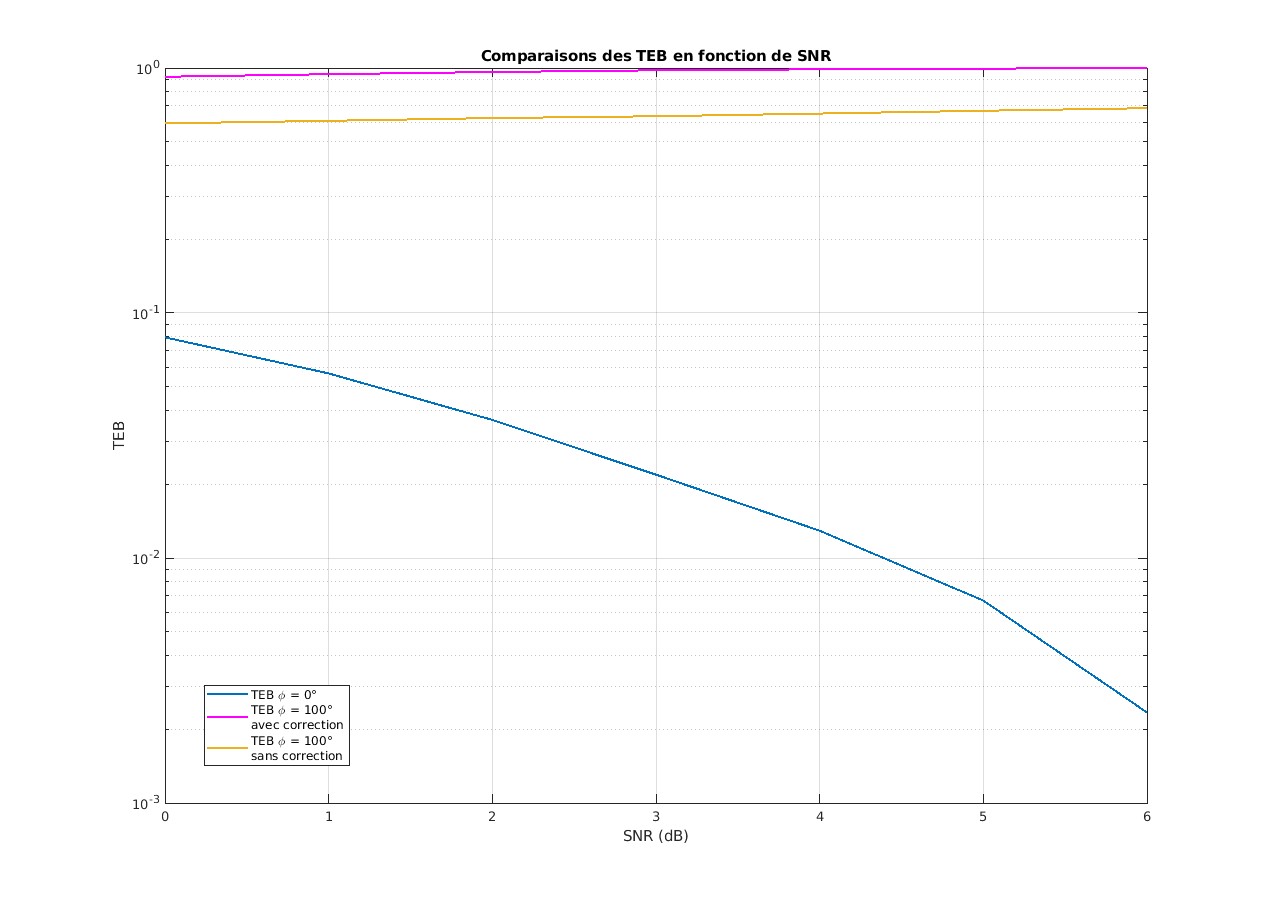 Comparaisons des TEB en fonction de SNR
10^0
10^-1
10^-2
10^-3
TEB
TEB ϕ = 0°
TEB ϕ = 100°
avec correction
TEB ϕ = 100°
sans correction
0 1 2 3 4 5 6
SNR (dB)